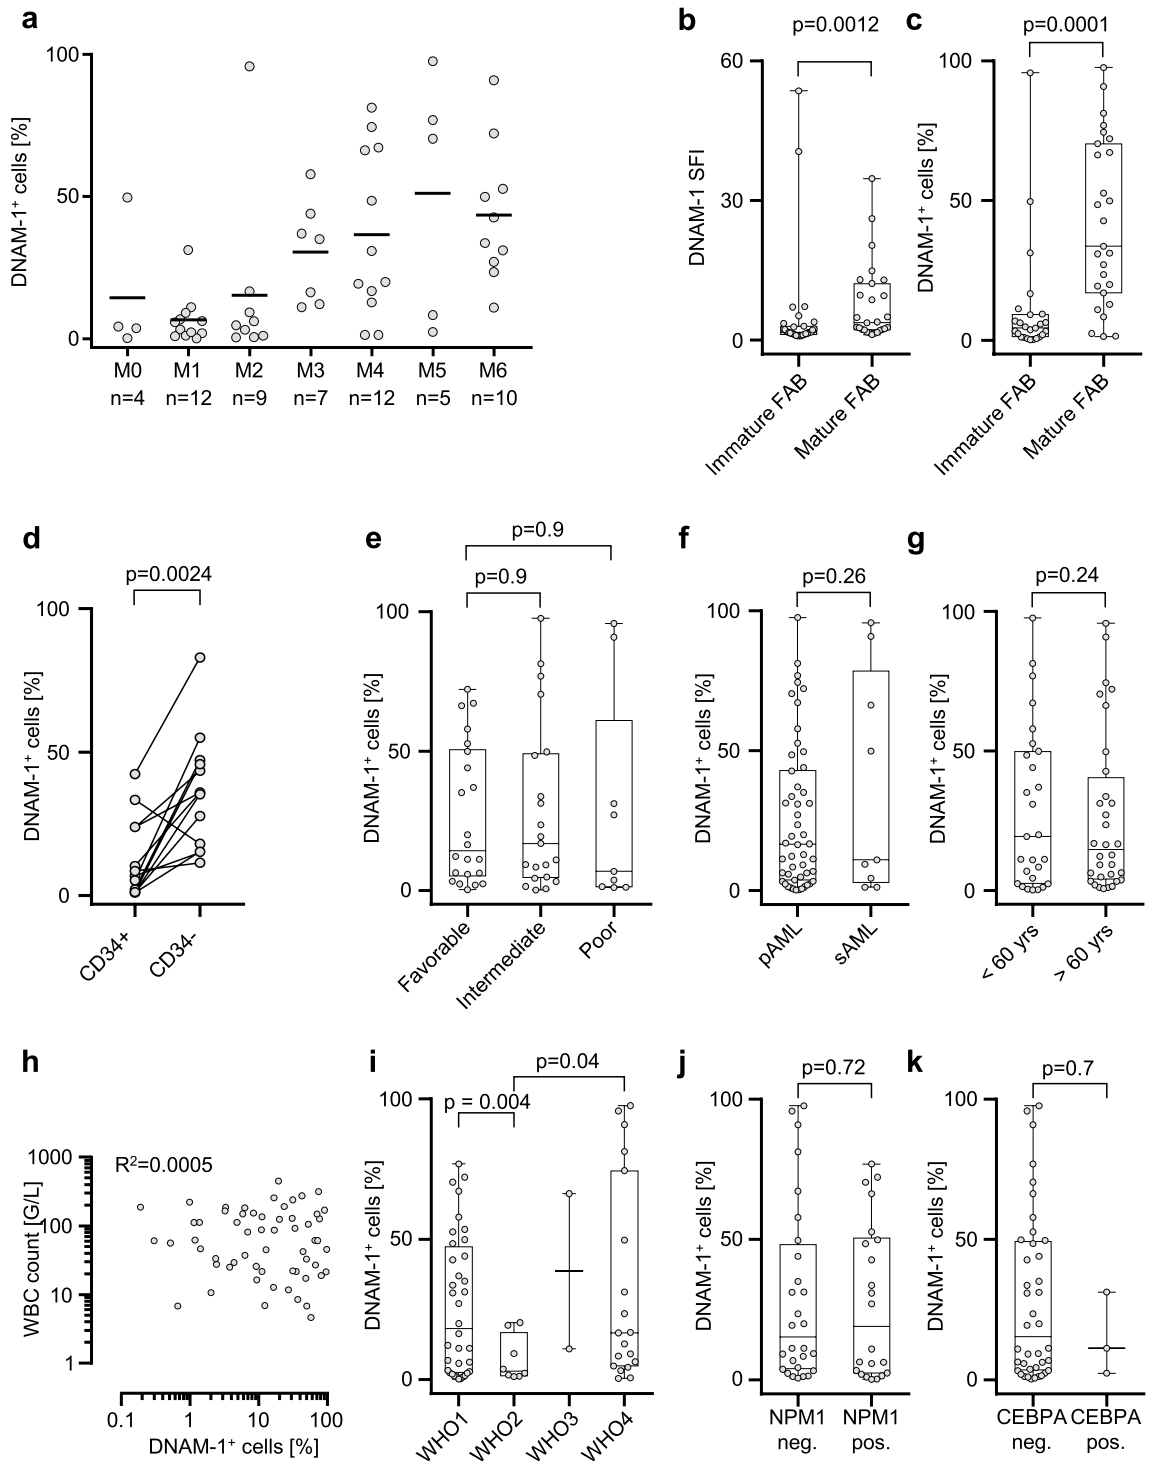 a
DNAM-1+ cells [%]
100
50
0
M0 M1 M2 M3 M4 M5 M6
n=4 n=12 n=9 n=7 n=12 n=5 n=10
b
p=0.0012
DNAM-1 SFI
60
30
0
Immature FAB
Mature FAB
c
p=0.0001
DNAM-1+ cells [%]
100
50
0
Immature FAB
Mature FAB
d
p=0.0024
DNAM-1+ cells [%]
100
50
0
CD34+
CD34-
e
p=0.9
p=0.9
DNAM-1+ cells [%]
100
50
0
Favorable
Intermediate
Poor
f
p=0.26
DNAM-1+ cells [%]
100
50
0
pAML
sAML
g
p=0.24
DNAM-1+ cells [%]
100
50
0
< 60 yrs
> 60 yrs
h
R2=0.0005
WBC count [G/L]
1000
100
10
1
0.1 1 10 100
DNAM-1+ cells [%]
i
p=0.04
p = 0.004
DNAM-1+ cells [%]
100
50
0
WHO1
WHO2
WHO3
WHO4
j
p=0.72
DNAM-1+ cells [%]
100
50
0
NPM1 NPM1
neg. pos.
k
p=0.7
DNAM-1+ cells [%]
100
50
0
CEBPA CEBPA
neg. pos.